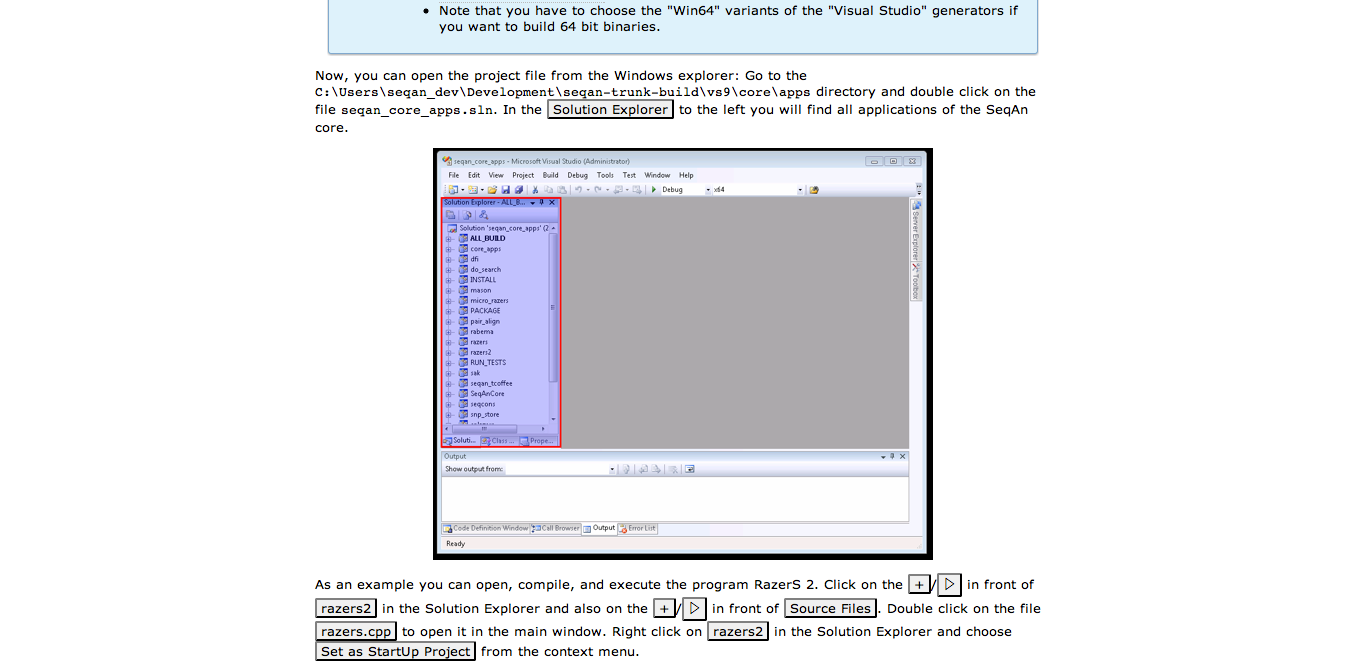 • Note that you have to choose the "Win64" variants of the "Visual Studio" generators if
you want to build 64 bit binaries.
Now, you can open the project file from the Windows explorer: Go to the
C:\Users\seqan_dev\Development\seqan-trunk-build\vs9\core\apps directory and double click on the
file seqan_core_apps.sln. In the Solution Explorer to the left you will find all applications of the SeqAn
core.
seqan_core_apps - Microsoft Visual Studio (Administrator)
File Edit View Project Build Debug Tools Test Window Help
Debug x64
Solution Explorer - ALL_B...
Solution 'seqan_core_apps' (2
ALL_BUILD
core_apps
dfi
do_search
INSTALL
mason
micro_razers
PACKAGE
pair_align
rabema
razers
razers2
RUN_TESTS
sak
seqan_tcoffee
SeqAnCore
seqcons
snp_store
Soluti... Class ... Prope...
Server Explorer
Toolbox
Output
Show output from:
Code Definition Window Call Browser Output Error List
Ready
As an example you can open, compile, and execute the program RazerS 2. Click on the +/▷ in front of
razers2 in the Solution Explorer and also on the +/▷ in front of Source Files. Double click on the file
razers.cpp to open it in the main window. Right click on razers2 in the Solution Explorer and choose
Set as StartUp Project from the context menu.